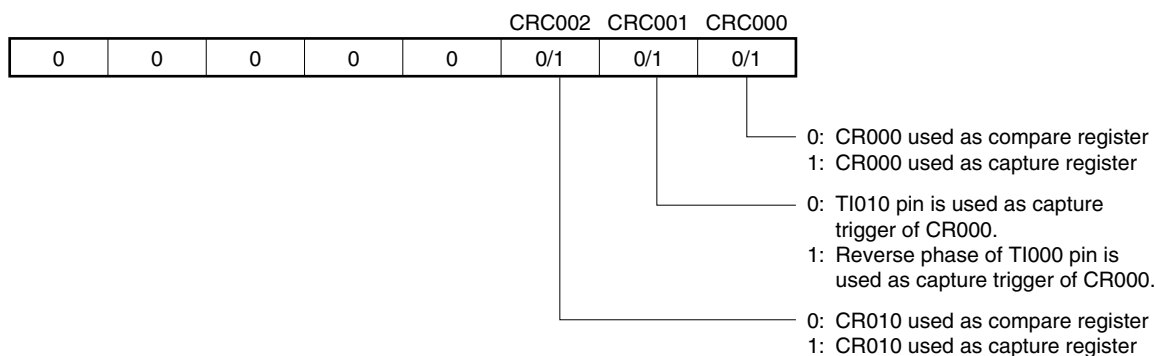 CRC002 CRC001 CRC000
0 0 0 0 0 0/1 0/1 0/1
0: CR000 used as compare register
1: CR000 used as capture register
0: TI010 pin is used as capture
trigger of CR000.
1: Reverse phase of TI000 pin is
used as capture trigger of CR000.
0: CR010 used as compare register
1: CR010 used as capture register